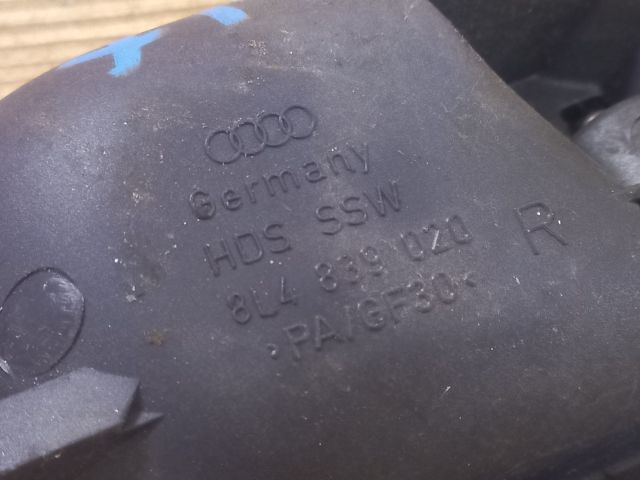 Germany
HDS SSW
8L4 839 020 R
>PA/GF30<